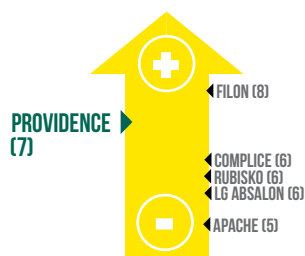 FILON (8)
PROVIDENCE
(7)
COMPLICE (6)
RUBISKO (6)
LG ABSALON (6)
APACHE (5)